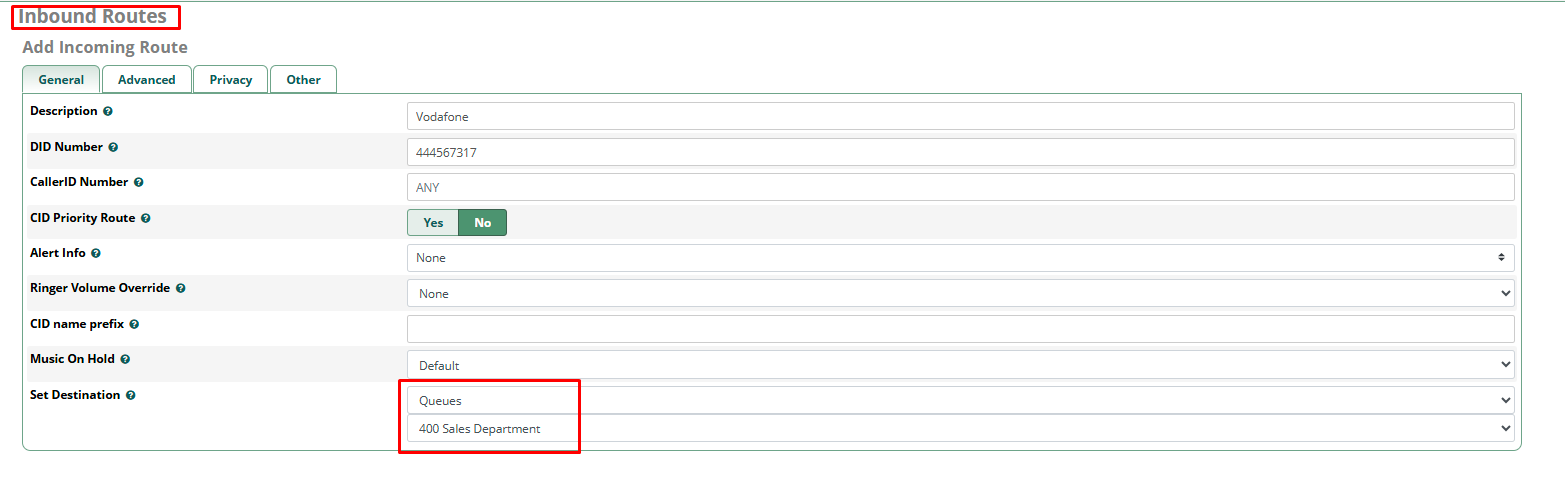 Inbound Routes
Add Incoming Route
General Advanced Privacy Other
Description Vodafone
DID Number 444567317
CallerID Number ANY
CID Priority Route Yes No
Alert Info None
Ringer Volume Override None
CID name prefix
Music On Hold Default
Set Destination Queues
400 Sales Department